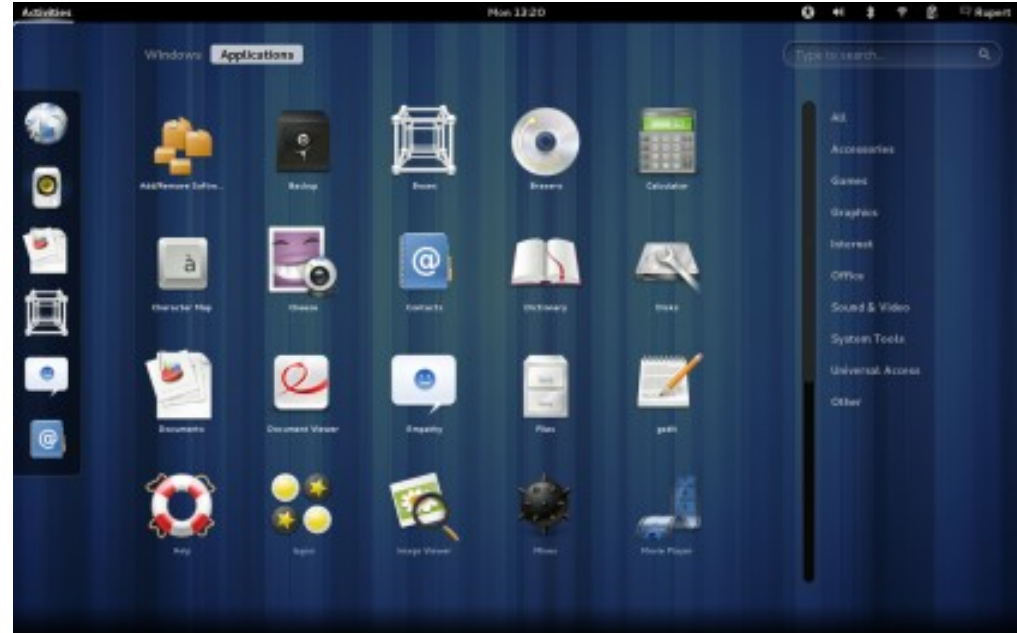 Activities Mon 13:20 Rupert
Windows Applications Type to search...
Add/Remove Softw... Backup Boxes Brasero Calculator
Character Map Cheese Contacts Dictionary Disks
Documents Document Viewer Empathy Files gedit
Help Image Viewer Mines Movie Player
All
Accessories
Games
Graphics
Internet
Office
Sound & Video
System Tools
Universal Access
Other